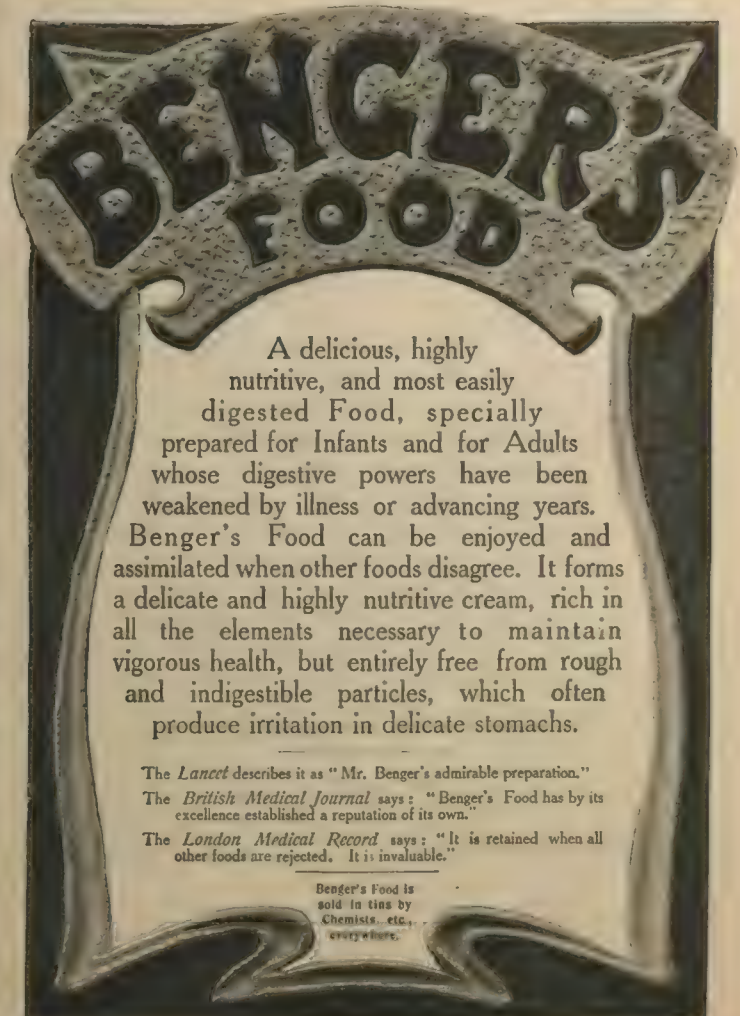 BENGER'S
FOOD
A delicious, highly
nutritive, and most easily
digested Food, specially
prepared for Infants and for Adults
whose digestive powers have been
weakened by illness or advancing years.
Benger's Food can be enjoyed and
assimilated when other foods disagree. It forms
a delicate and highly nutritive cream, rich in
all the elements necessary to maintain
vigorous health, but entirely free from rough
and indigestible particles, which often
produce irritation in delicate stomachs.
The Lancet describes it as "Mr. Benger's admirable preparation."
The British Medical Journal says: "Benger's Food has by its
excellence established a reputation of its own."
The London Medical Record says: "It is retained when all
other foods are rejected. It is invaluable."
Benger's Food is
sold in tins by
Chemists, etc.,
everywhere.